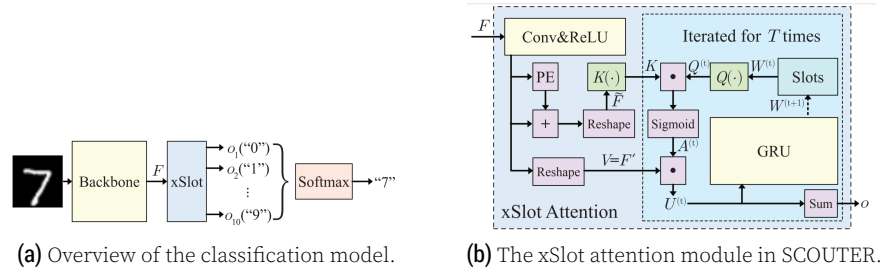 7
Backbone
F
xSlot
o₁("0")
o₂("1")
⋮
o₁₀("9")
Softmax
"7"
(a) Overview of the classification model.
F
Conv&ReLU
Iterated for T times
PE
K(·)
K
Q⁽ᵗ⁾
Q(·)
W⁽ᵗ⁾
Slots
F̃
W⁽ᵗ⁺¹⁾
+
Reshape
Sigmoid
A⁽ᵗ⁾
GRU
Reshape
V=F'
U⁽ᵗ⁾
Sum
o
xSlot Attention
(b) The xSlot attention module in SCOUTER.